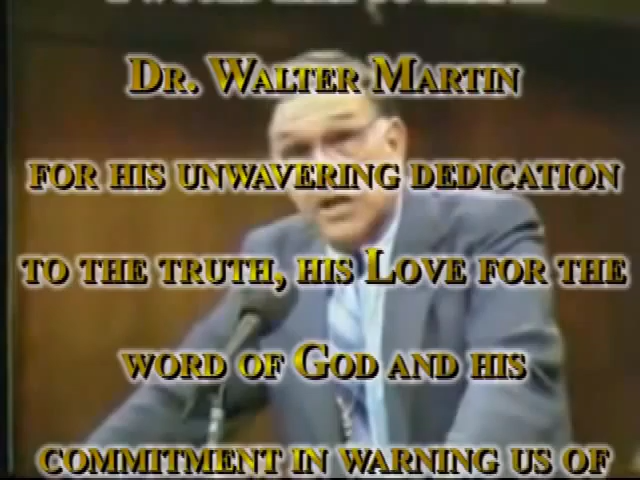 DR. WALTER MARTIN
FOR HIS UNWAVERING DEDICATION
TO THE TRUTH, HIS LOVE FOR THE
WORD OF GOD AND HIS
COMMITMENT IN WARNING US OF